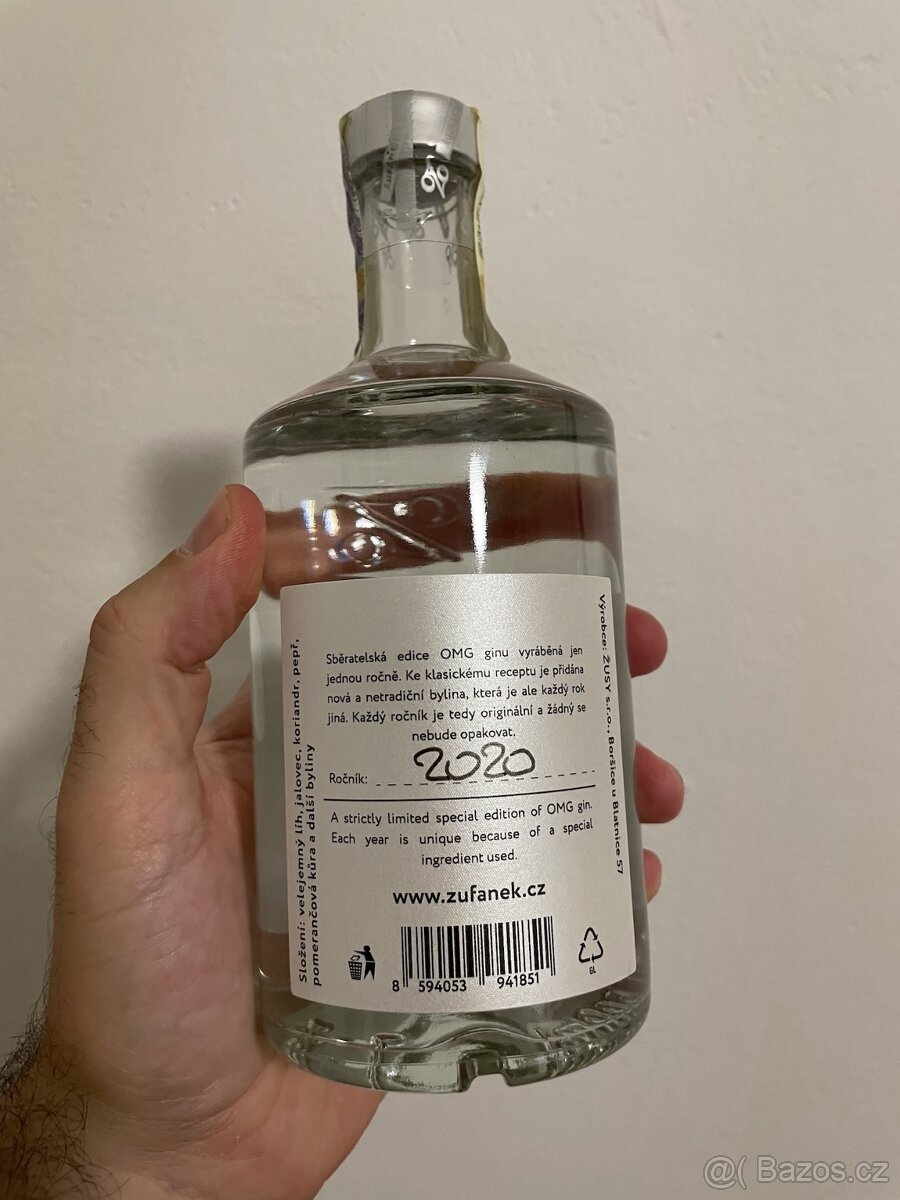 Sběratelská edice OMG ginu vyráběná jen
jednou ročně. Ke klasickému receptu je přidána
nová a netradiční bylina, která je ale každý rok
jiná. Každý ročník je tedy originální a žádný se
nebude opakovat.
Ročník: 2020
A strictly limited special edition of OMG gin.
Each year is unique because of a special
ingredient used.
www.zufanek.cz
8 594053 941851
GL
Složení: velejemný líh, jalovec, koriandr, pepř,
pomerančová kůra a další byliny
Výrobce: ŽUSY s.r.o., Boršice u Blatnice 57
@( Bazos.cz